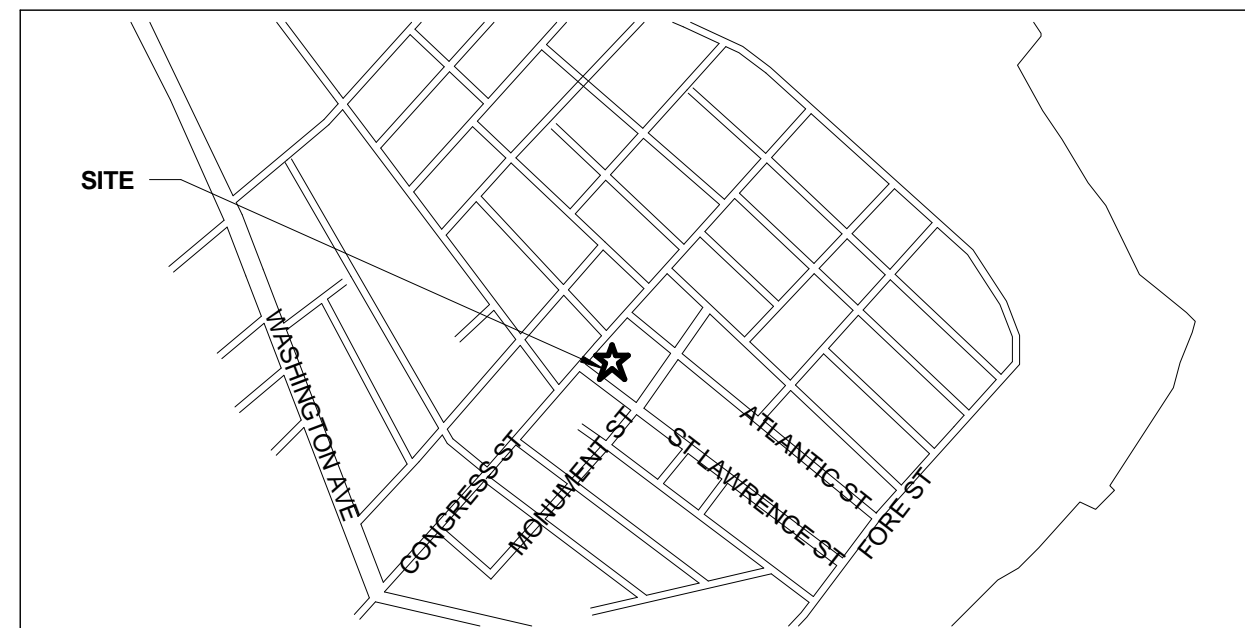 SITE
WASHINGTON AVE
CONGRESS ST
MONUMENT ST
ST LAWRENCE ST
ATLANTIC ST
FORE ST